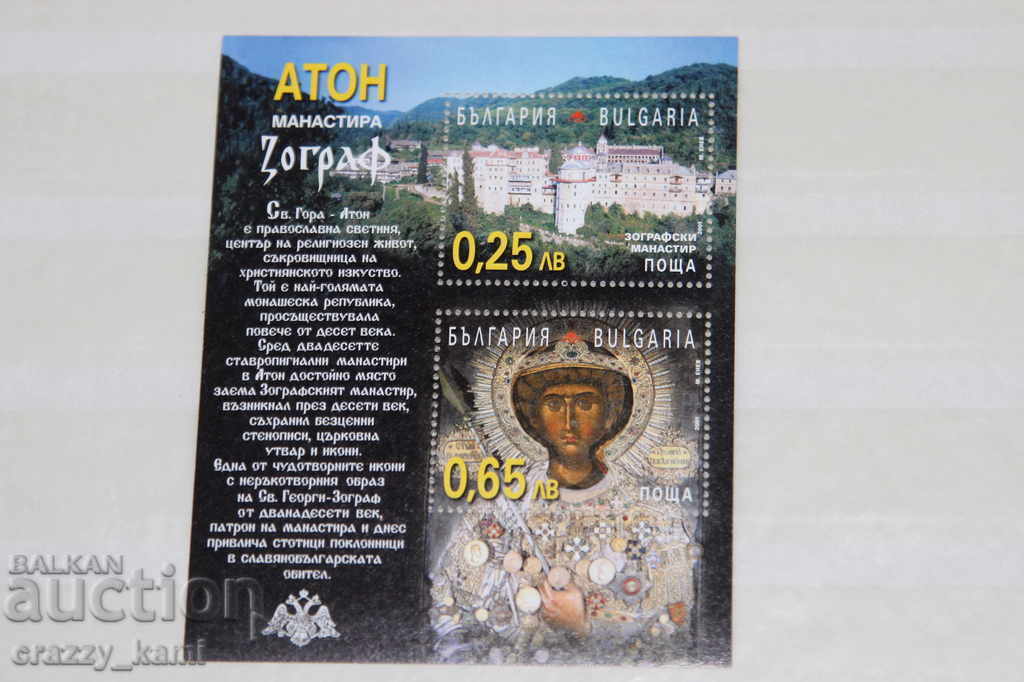 АТОН
МАНАСТИРА
Зограф
Св. Гора - Атон
е православна светиня,
център на религиозен живот,
съкровищница на
християнското изкуство.
Той е най-голямата
монашеска република,
просъществувала
повече от десет века.
Сред двадесетте
ставропигиални манастири
в Атон достойно място
заема Зографският манастир,
възникнал през десети век,
съхранил безценни
стенописи, църковна
утвар и икони.
Една от чудотворните икони
с неръкотворния образ
на Св. Георги-Зограф
от дванадесети век,
патрон на манастира и днес
привлича стотици поклонници
в славянобългарската
обител.
БЪЛГАРИЯ BULGARIA
М. ЕНЕВ
0,25 ЛВ
ЗОГРАФСКИ
МАНАСТИР
ПОЩА
БЪЛГАРИЯ BULGARIA
М. ЕНЕВ
0,65 ЛВ
ПОЩА
BALKAN
auction
crazzy_kami